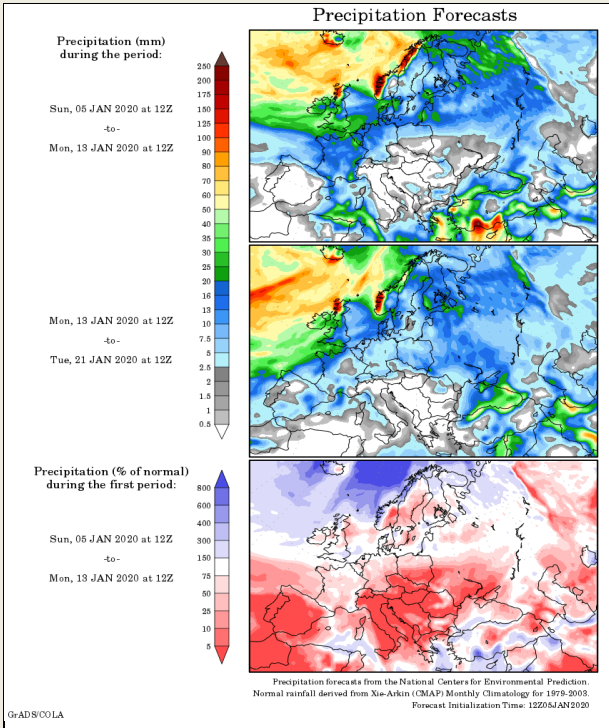 Precipitation Forecasts
Precipitation (mm)
during the period:
Sun, 05 JAN 2020 at 12Z
-to-
Mon, 13 JAN 2020 at 12Z
250
200
175
150
125
100
90
80
70
60
50
40
35
30
25
20
16
13
10
7.5
5
2.5
2
1.5
1
0.5
Mon, 13 JAN 2020 at 12Z
-to-
Tue, 21 JAN 2020 at 12Z
Precipitation (% of normal)
during the first period:
Sun, 05 JAN 2020 at 12Z
-to-
Mon, 13 JAN 2020 at 12Z
800
600
400
300
150
75
50
25
10
5
Precipitation forecasts from the National Centers for Environmental Prediction.
Normal rainfall derived from Xie-Arkin (CMAP) Monthly Climatology for 1979-2003.
Forecast Initialization Time: 12Z05JAN2020
GrADS/COLA